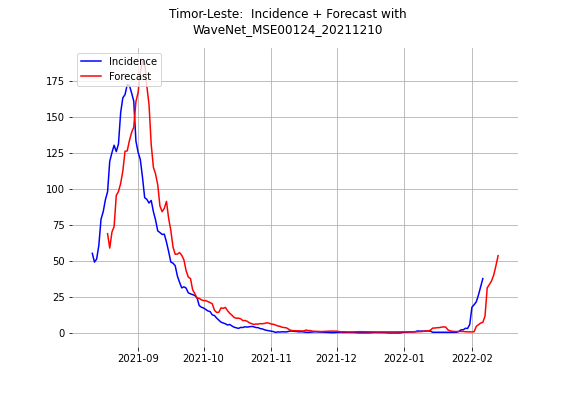 Timor-Leste:  Incidence + Forecast with
WaveNet_MSE00124_20211210
Incidence
Forecast
175
150
125
100
75
50
25
0
2021-09 2021-10 2021-11 2021-12 2022-01 2022-02